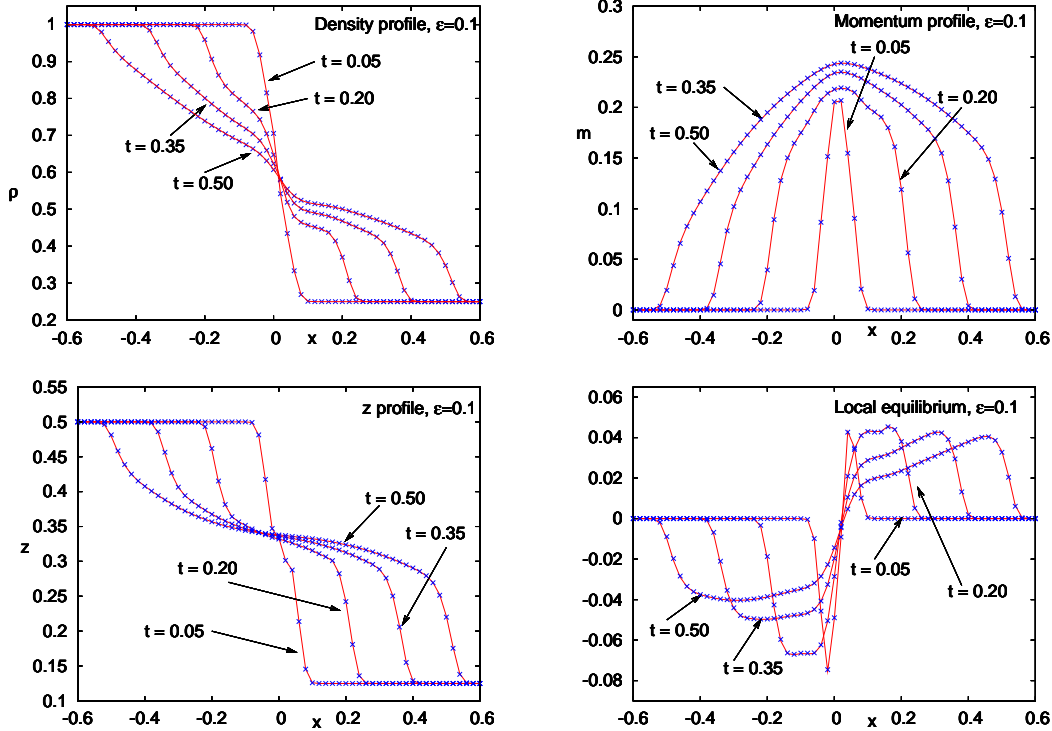 Density profile, ε=0.1
1
0.9
0.8
0.7
0.6
0.5
0.4
0.3
0.2
ρ
t = 0.05
t = 0.20
t = 0.35
t = 0.50
-0.6 -0.4 -0.2 0 0.2 0.4 0.6
x
Momentum profile, ε=0.1
0.3
0.25
0.2
0.15
0.1
0.05
0
m
t = 0.05
t = 0.35
t = 0.20
t = 0.50
-0.6 -0.4 -0.2 0 0.2 0.4 0.6
x
z profile, ε=0.1
0.55
0.5
0.45
0.4
0.35
0.3
0.25
0.2
0.15
0.1
z
t = 0.50
t = 0.35
t = 0.20
t = 0.05
-0.6 -0.4 -0.2 0 0.2 0.4 0.6
x
Local equilibrium, ε=0.1
0.06
0.04
0.02
0
-0.02
-0.04
-0.06
-0.08
t = 0.05
t = 0.20
t = 0.50
t = 0.35
-0.6 -0.4 -0.2 0 0.2 0.4 0.6
x